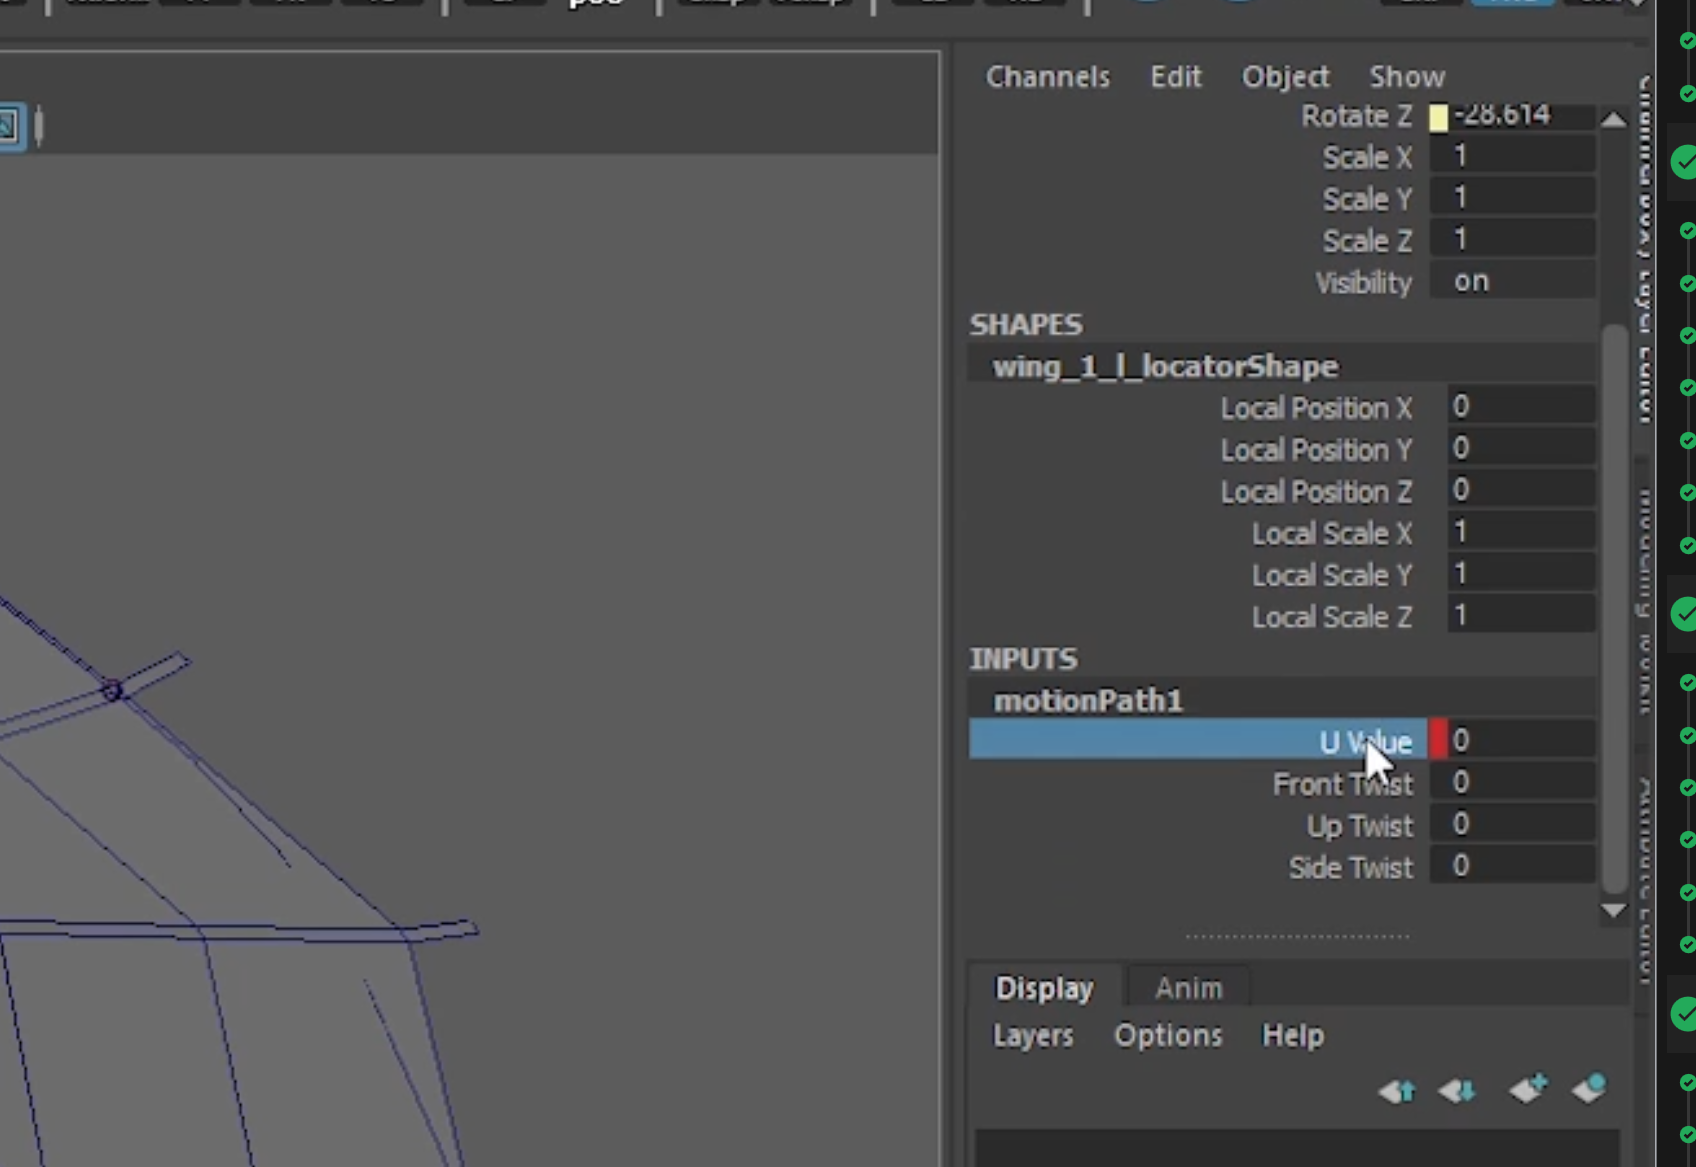 Channels Edit Object Show
Rotate Z -28.614
Scale X 1
Scale Y 1
Scale Z 1
Visibility on
SHAPES
wing_1_l_locatorShape
Local Position X 0
Local Position Y 0
Local Position Z 0
Local Scale X 1
Local Scale Y 1
Local Scale Z 1
INPUTS
motionPath1
U Value 0
Front Twist 0
Up Twist 0
Side Twist 0
Display Anim
Layers Options Help